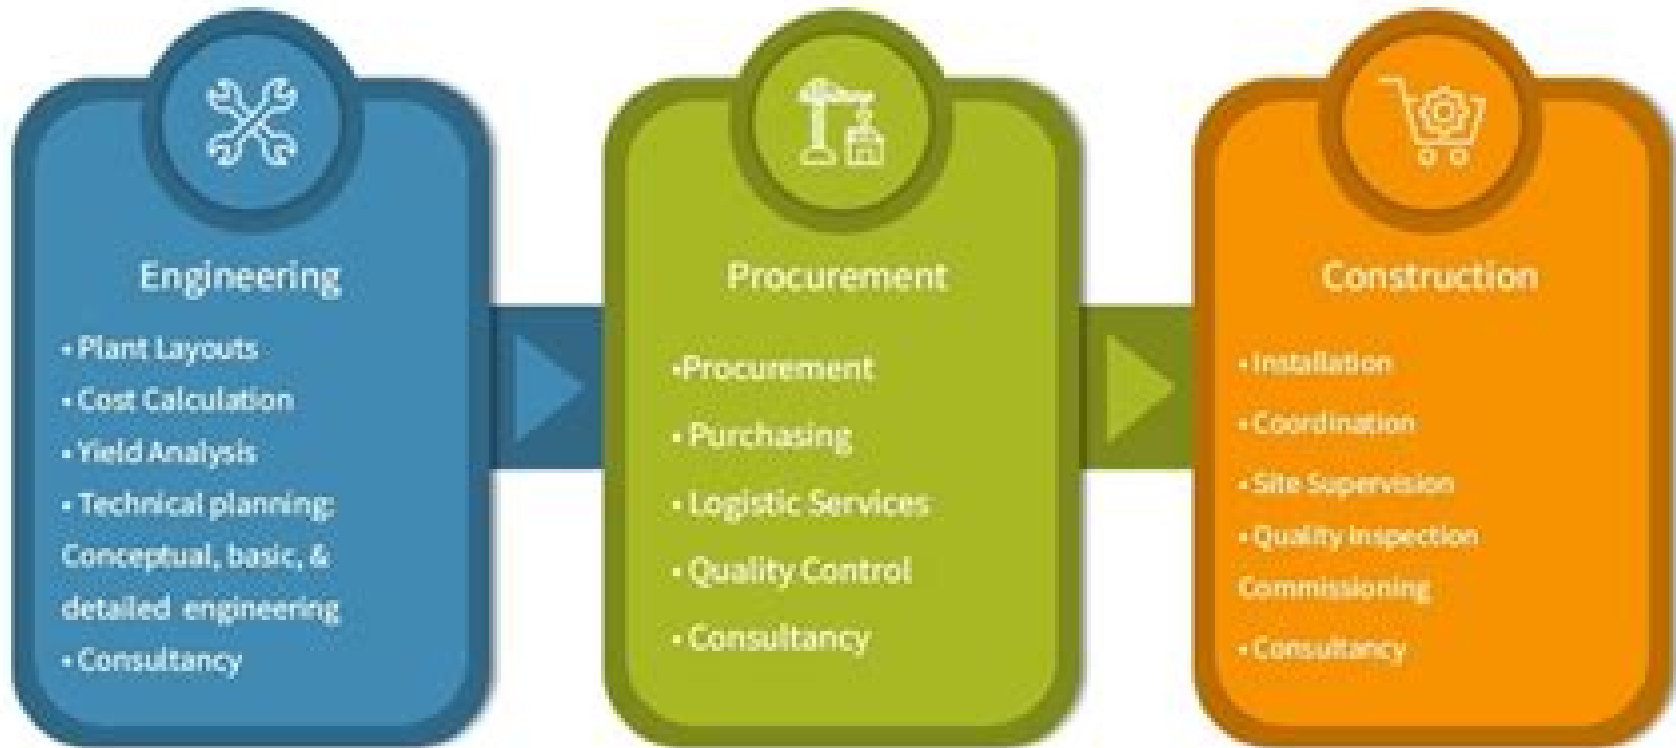 Engineering
• Plant Layouts
• Cost Calculation
• Yield Analysis
• Technical planning:
Conceptual, basic, &
detailed engineering
• Consultancy
Procurement
•Procurement
• Purchasing
• Logistic Services
• Quality Control
• Consultancy
Construction
• Installation
• Coordination
• Site Supervision
• Quality inspection
Commissioning
• Consultancy